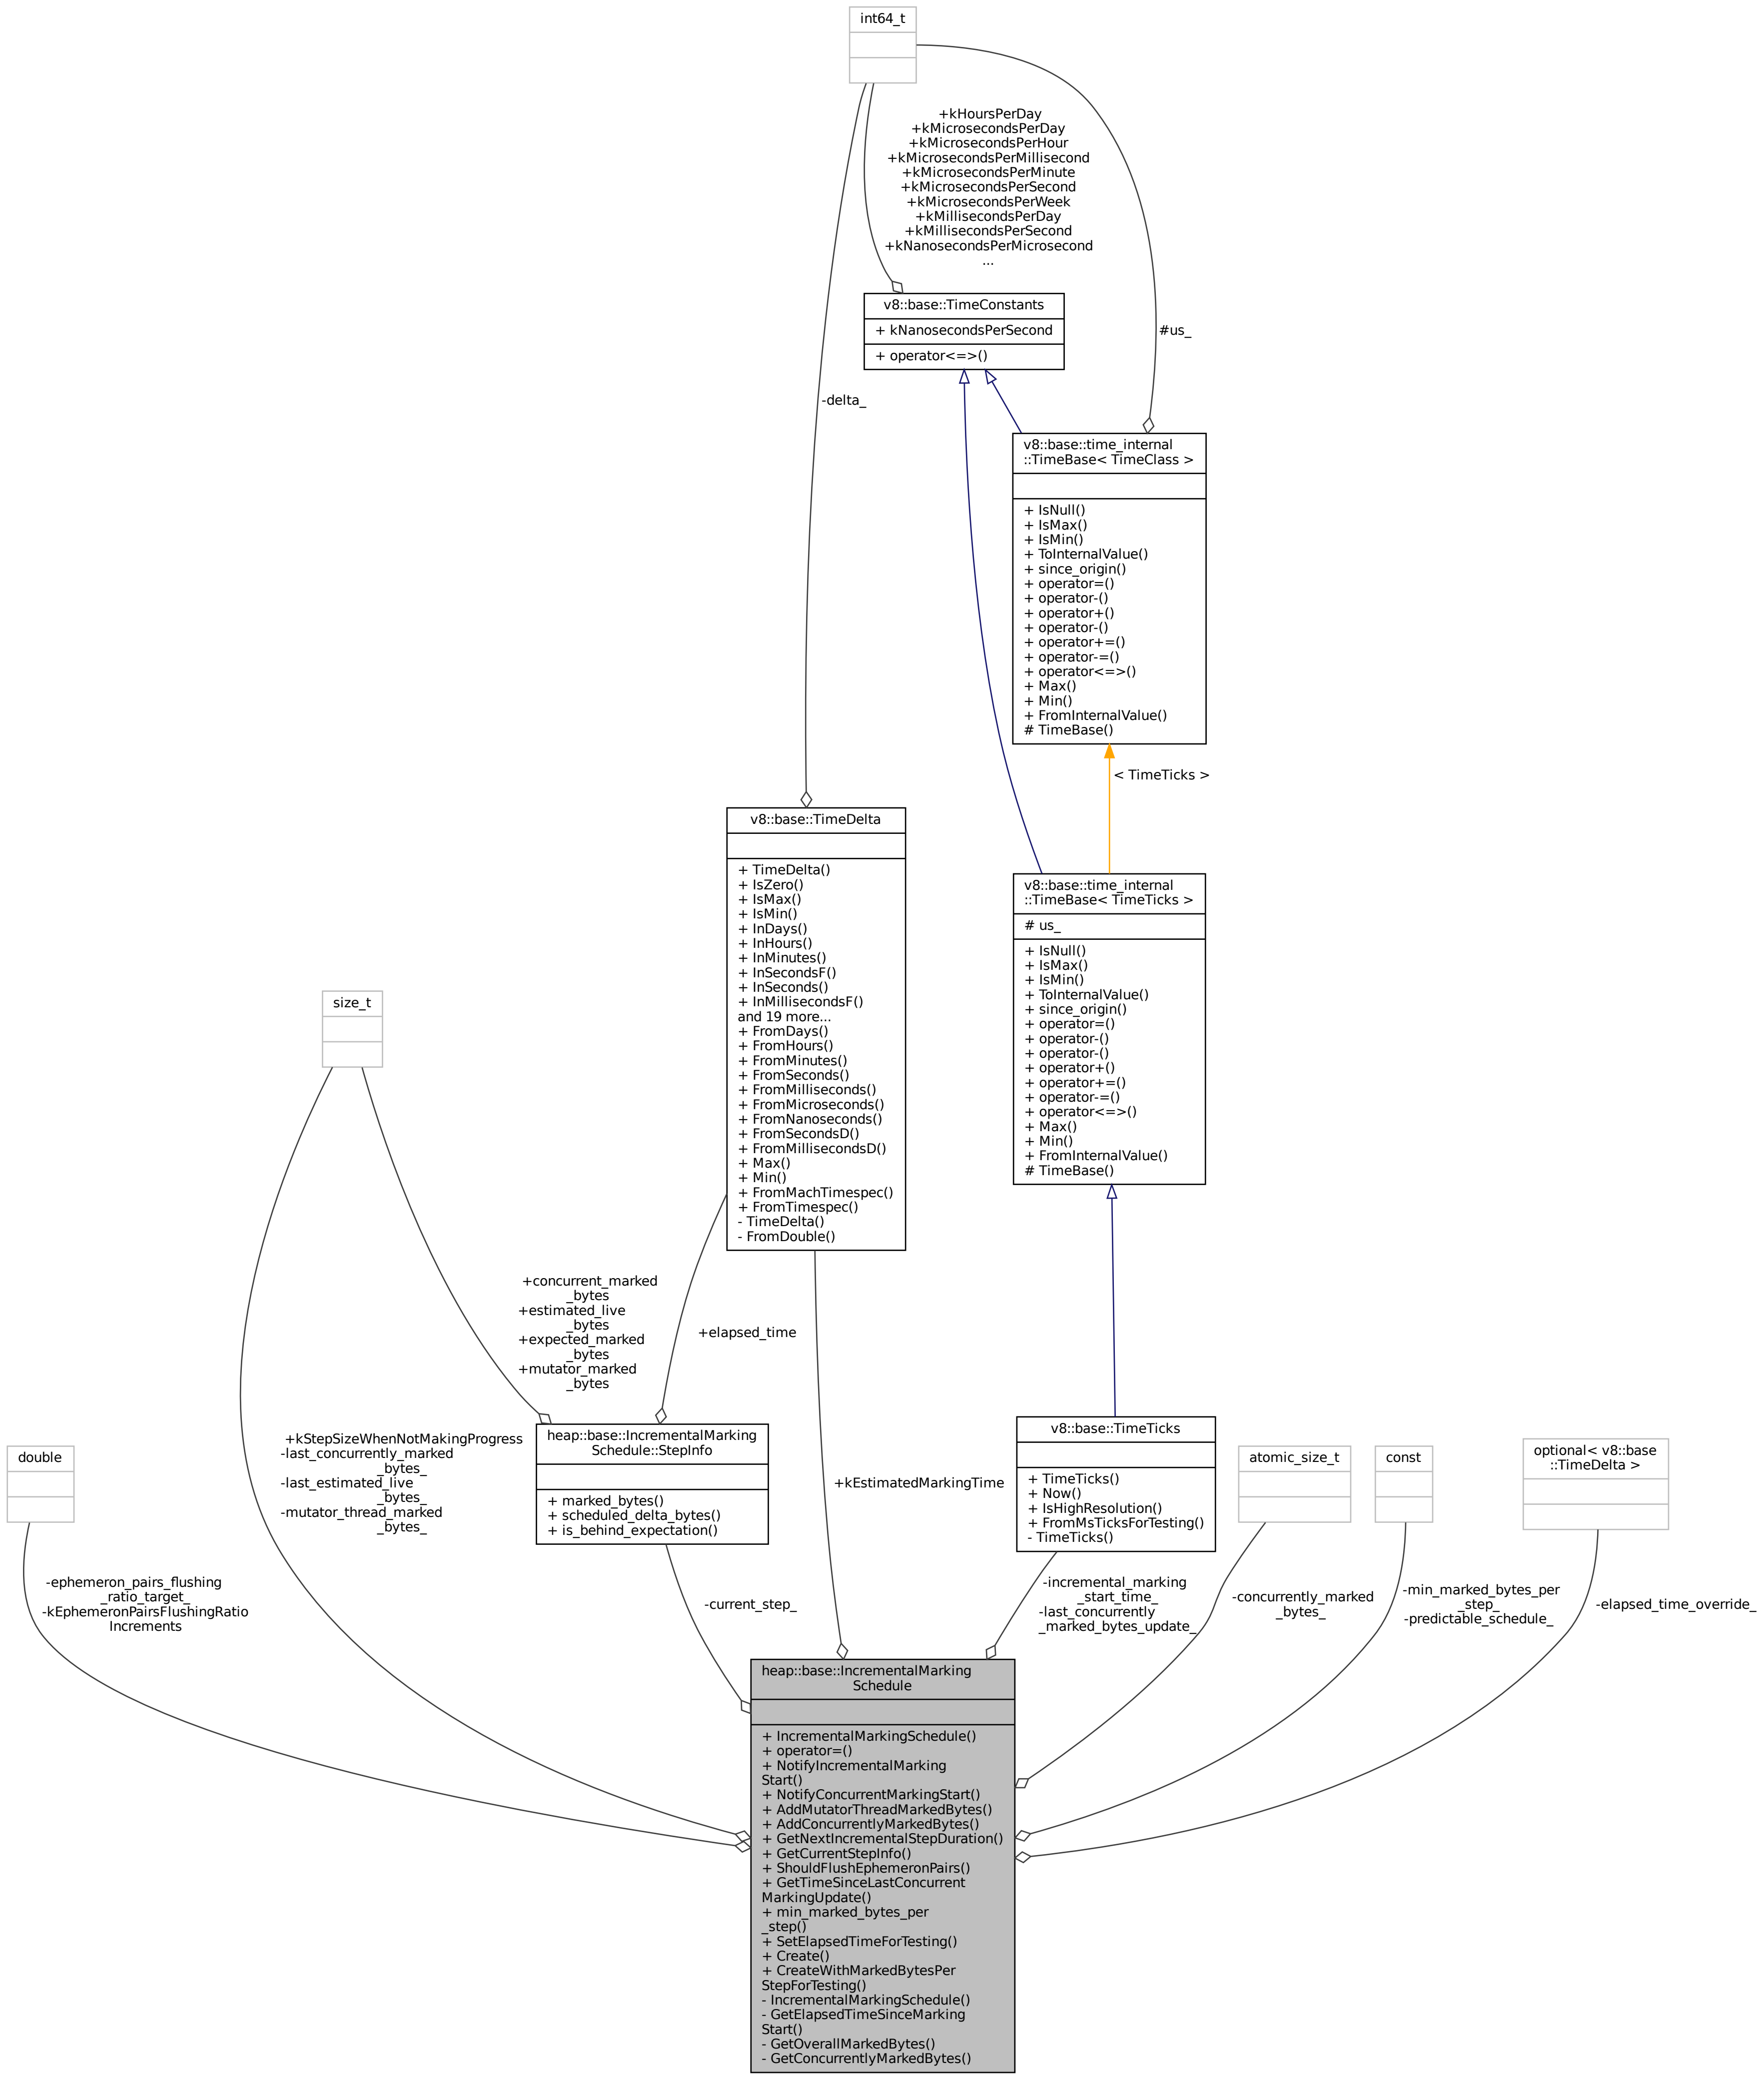 int64_t
+kHoursPerDay
+kMicrosecondsPerDay
+kMicrosecondsPerHour
+kMicrosecondsPerMillisecond
+kMicrosecondsPerMinute
+kMicrosecondsPerSecond
+kMicrosecondsPerWeek
+kMillisecondsPerDay
+kMillisecondsPerSecond
+kNanosecondsPerMicrosecond
...
v8::base::TimeConstants
+ kNanosecondsPerSecond
+ operator<=>()
#us_
-delta_
v8::base::time_internal
::TimeBase< TimeClass >
+ IsNull()
+ IsMax()
+ IsMin()
+ ToInternalValue()
+ since_origin()
+ operator=()
+ operator-()
+ operator+()
+ operator-()
+ operator+=()
+ operator-=()
+ operator<=>()
+ Max()
+ Min()
+ FromInternalValue()
# TimeBase()
< TimeTicks >
v8::base::TimeDelta
+ TimeDelta()
+ IsZero()
+ IsMax()
+ IsMin()
+ InDays()
+ InHours()
+ InMinutes()
+ InSecondsF()
+ InSeconds()
+ InMillisecondsF()
and 19 more...
+ FromDays()
+ FromHours()
+ FromMinutes()
+ FromSeconds()
+ FromMilliseconds()
+ FromMicroseconds()
+ FromNanoseconds()
+ FromSecondsD()
+ FromMillisecondsD()
+ Max()
+ Min()
+ FromMachTimespec()
+ FromTimespec()
- TimeDelta()
- FromDouble()
v8::base::time_internal
::TimeBase< TimeTicks >
# us_
+ IsNull()
+ IsMax()
+ IsMin()
+ ToInternalValue()
+ since_origin()
+ operator=()
+ operator-()
+ operator-()
+ operator+()
+ operator+=()
+ operator-=()
+ operator<=>()
+ Max()
+ Min()
+ FromInternalValue()
# TimeBase()
size_t
+concurrent_marked
_bytes
+estimated_live
_bytes
+expected_marked
_bytes
+mutator_marked
_bytes
+elapsed_time
double
+kStepSizeWhenNotMakingProgress
-last_concurrently_marked
_bytes_
-last_estimated_live
_bytes_
-mutator_thread_marked
_bytes_
heap::base::IncrementalMarking
Schedule::StepInfo
+ marked_bytes()
+ scheduled_delta_bytes()
+ is_behind_expectation()
+kEstimatedMarkingTime
v8::base::TimeTicks
+ TimeTicks()
+ Now()
+ IsHighResolution()
+ FromMsTicksForTesting()
- TimeTicks()
atomic_size_t
const
optional< v8::base
::TimeDelta >
-ephemeron_pairs_flushing
_ratio_target_
-kEphemeronPairsFlushingRatio
Increments
-current_step_
-incremental_marking
_start_time_
-last_concurrently
_marked_bytes_update_
-concurrently_marked
_bytes_
-min_marked_bytes_per
_step_
-predictable_schedule_
-elapsed_time_override_
heap::base::IncrementalMarking
Schedule
+ IncrementalMarkingSchedule()
+ operator=()
+ NotifyIncrementalMarking
Start()
+ NotifyConcurrentMarkingStart()
+ AddMutatorThreadMarkedBytes()
+ AddConcurrentlyMarkedBytes()
+ GetNextIncrementalStepDuration()
+ GetCurrentStepInfo()
+ ShouldFlushEphemeronPairs()
+ GetTimeSinceLastConcurrent
MarkingUpdate()
+ min_marked_bytes_per
_step()
+ SetElapsedTimeForTesting()
+ Create()
+ CreateWithMarkedBytesPer
StepForTesting()
- IncrementalMarkingSchedule()
- GetElapsedTimeSinceMarking
Start()
- GetOverallMarkedBytes()
- GetConcurrentlyMarkedBytes()